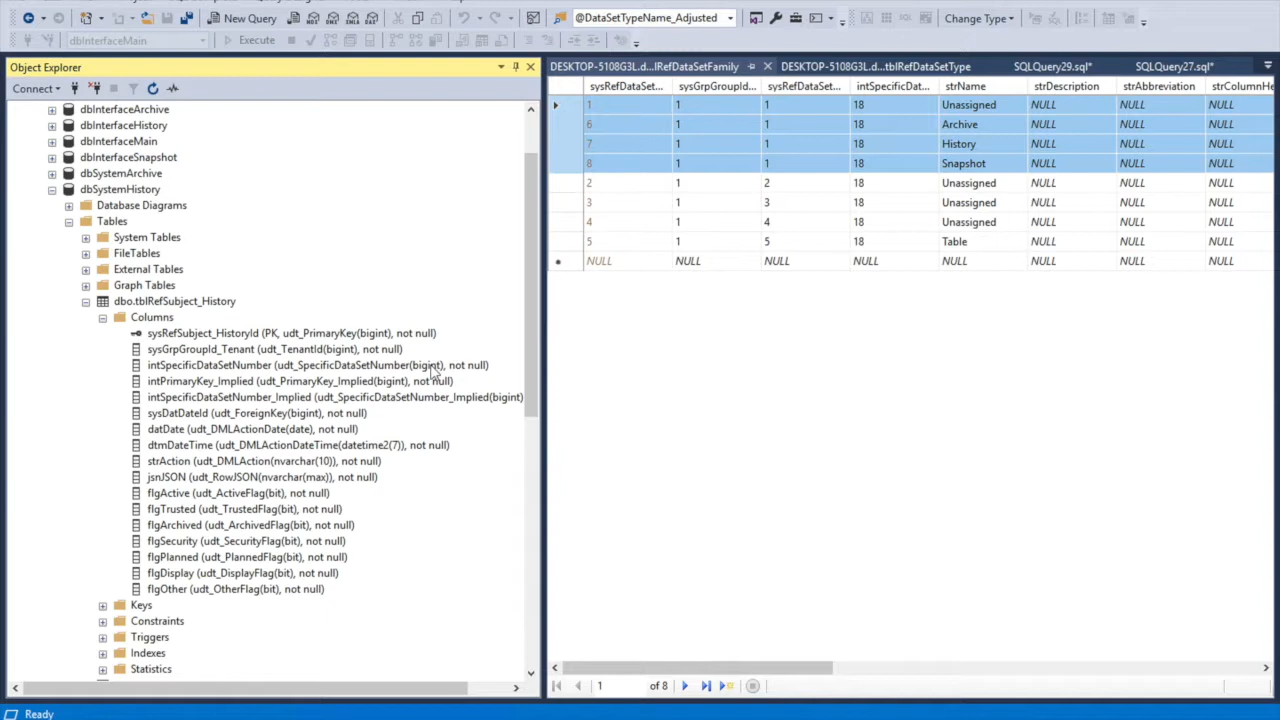 New Query
MDX
DMX
XMLA
DAX
@DataSetTypeName_Adjusted
Change Type
dbInterfaceMain
Execute
Object Explorer
Connect
dbInterfaceArchive
dbInterfaceHistory
dbInterfaceMain
dbInterfaceSnapshot
dbSystemArchive
dbSystemHistory
Database Diagrams
Tables
System Tables
FileTables
External Tables
Graph Tables
dbo.tblRefSubject_History
Columns
sysRefSubject_HistoryId (PK, udt_PrimaryKey(bigint), not null)
sysGrpGroupId_Tenant (udt_TenantId(bigint), not null)
intSpecificDataSetNumber (udt_SpecificDataSetNumber(bigint), not null)
intPrimaryKey_Implied (udt_PrimaryKey_Implied(bigint), not null)
intSpecificDataSetNumber_Implied (udt_SpecificDataSetNumber_Implied(bigint)
sysDatDateId (udt_ForeignKey(bigint), not null)
datDate (udt_DMLActionDate(date), not null)
dtmDateTime (udt_DMLActionDateTime(datetime2(7)), not null)
strAction (udt_DMLAction(nvarchar(10)), not null)
jsnJSON (udt_RowJSON(nvarchar(max)), not null)
flgActive (udt_ActiveFlag(bit), not null)
flgTrusted (udt_TrustedFlag(bit), not null)
flgArchived (udt_ArchivedFlag(bit), not null)
flgSecurity (udt_SecurityFlag(bit), not null)
flgPlanned (udt_PlannedFlag(bit), not null)
flgDisplay (udt_DisplayFlag(bit), not null)
flgOther (udt_OtherFlag(bit), not null)
Keys
Constraints
Triggers
Indexes
Statistics
DESKTOP-5108G3L.d...lRefDataSetFamily DESKTOP-5108G3L.d...tblRefDataSetType SQLQuery29.sql* SQLQuery27.sql*
sysRefDataSet... sysGrpGroupId... sysRefDataSet... intSpecificDat... strName strDescription strAbbreviation strColumnHe
1 1 1 18 Unassigned NULL NULL NULL
6 1 1 18 Archive NULL NULL NULL
7 1 1 18 History NULL NULL NULL
8 1 1 18 Snapshot NULL NULL NULL
2 1 2 18 Unassigned NULL NULL NULL
3 1 3 18 Unassigned NULL NULL NULL
4 1 4 18 Unassigned NULL NULL NULL
5 1 5 18 Table NULL NULL NULL
NULL NULL NULL NULL NULL NULL NULL NULL
1 of 8
Ready